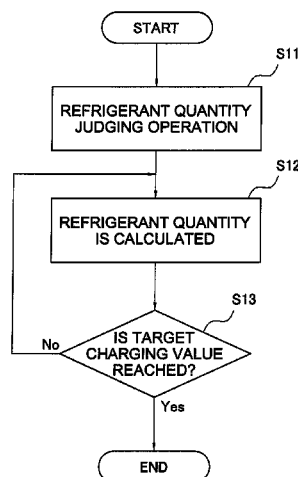 START
S11
REFRIGERANT QUANTITY
JUDGING OPERATION
S12
REFRIGERANT QUANTITY
IS CALCULATED
S13
IS TARGET
CHARGING VALUE
REACHED?
No
Yes
END